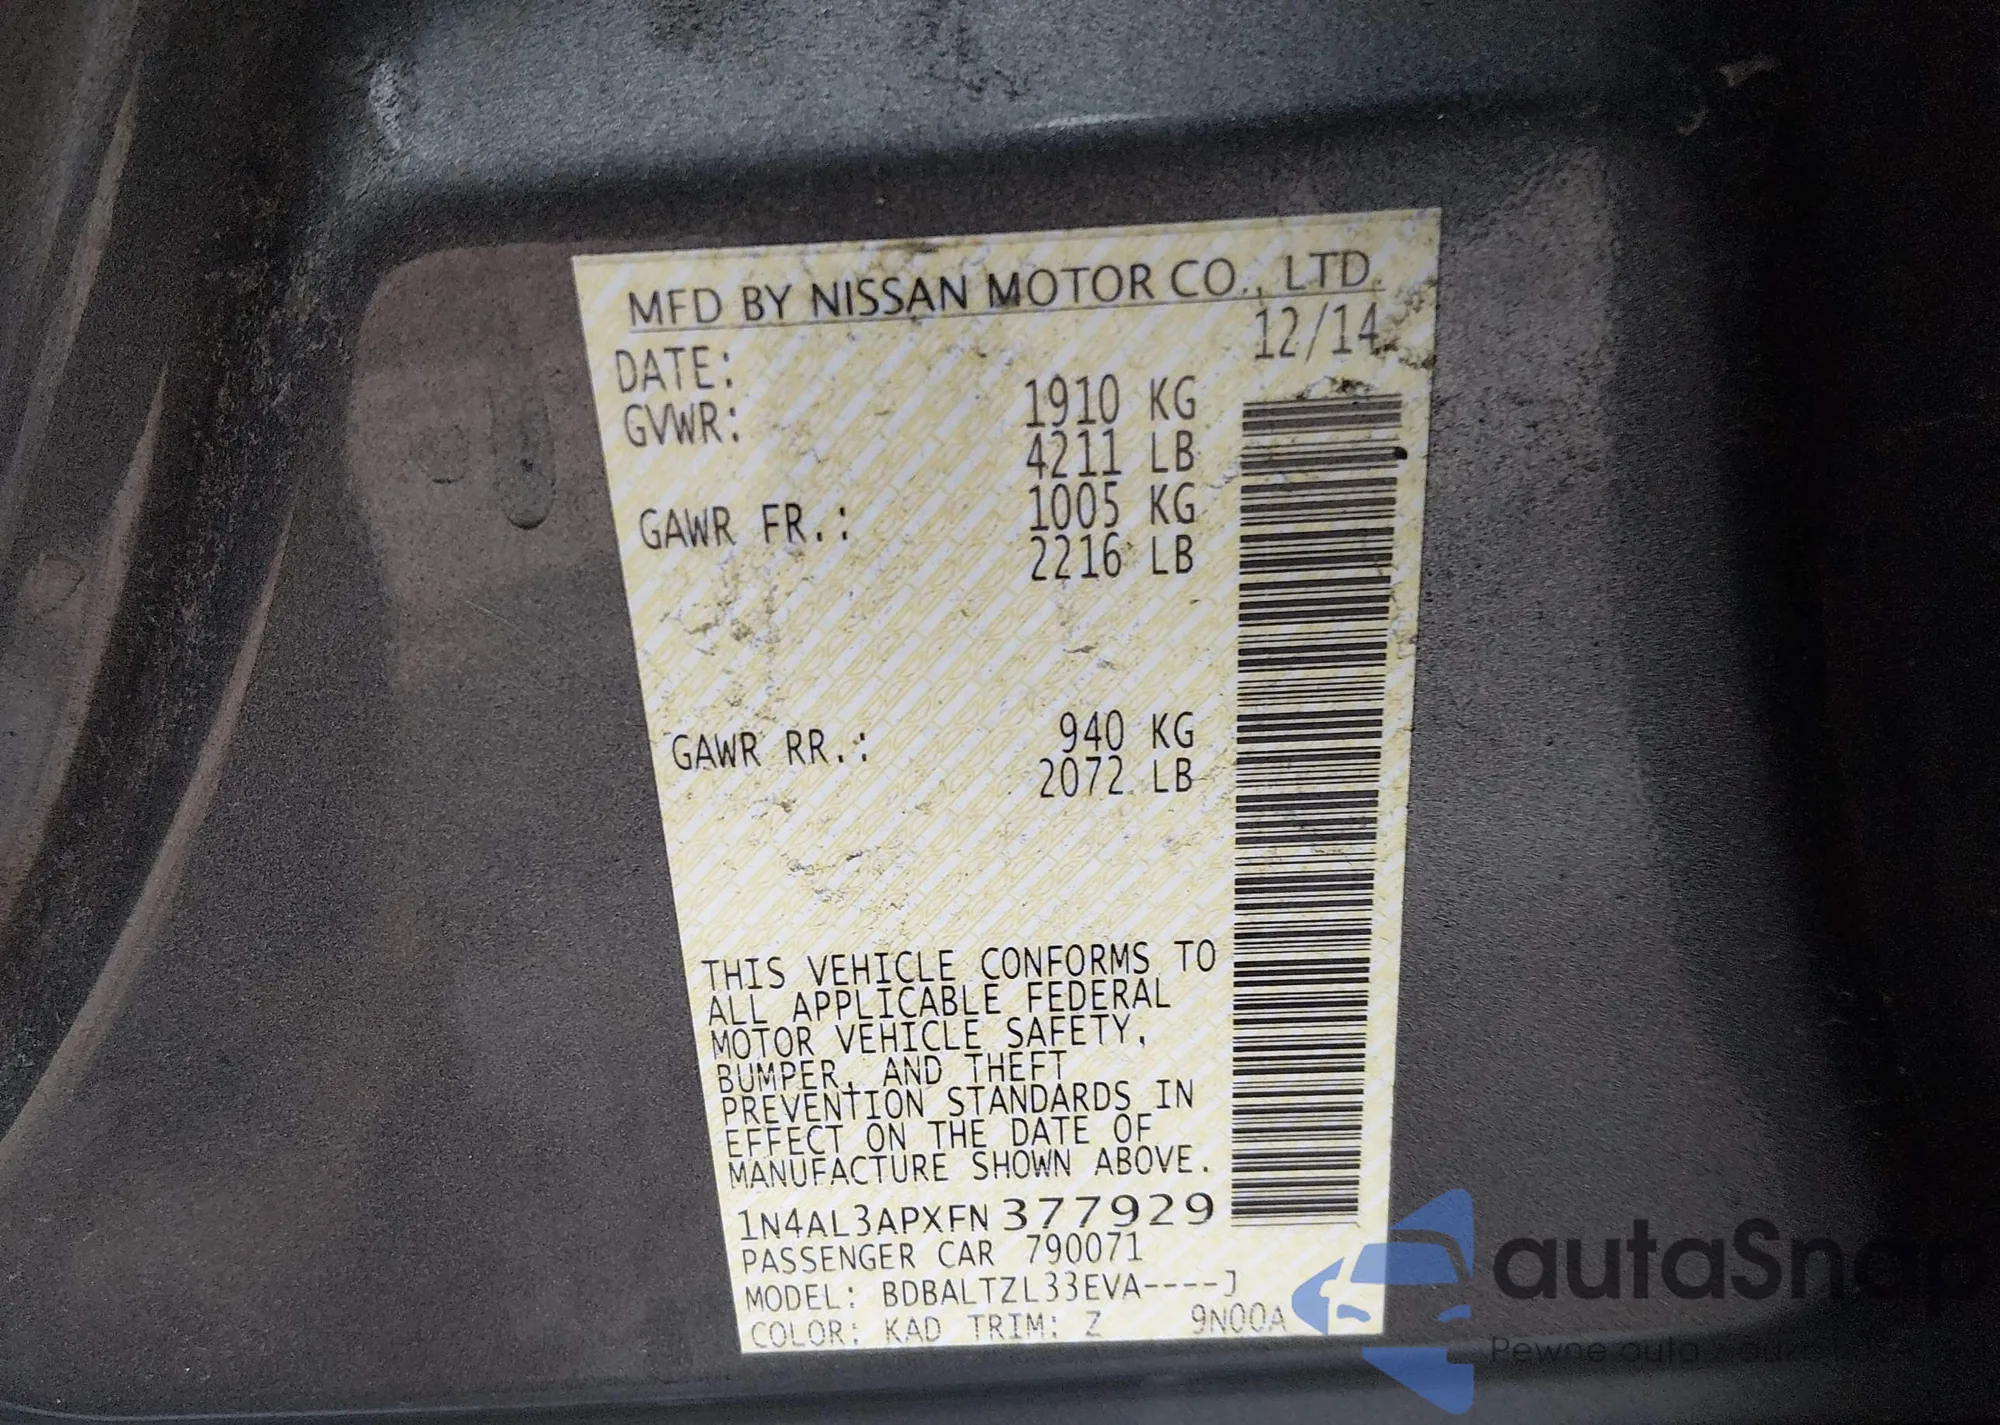 MFD BY NISSAN MOTOR CO., LTD.
DATE: 12/14
GVWR: 1910 KG
4211 LB
GAWR FR.: 1005 KG
2216 LB
GAWR RR.: 940 KG
2072 LB
THIS VEHICLE CONFORMS TO
ALL APPLICABLE FEDERAL
MOTOR VEHICLE SAFETY,
BUMPER, AND THEFT
PREVENTION STANDARDS IN
EFFECT ON THE DATE OF
MANUFACTURE SHOWN ABOVE.
1N4AL3APXFN377929
PASSENGER CAR 790071
MODEL: BDBALTZL33EVA----J
COLOR: KAD TRIM: Z 9N00A
autaSnap
Pewne auta z